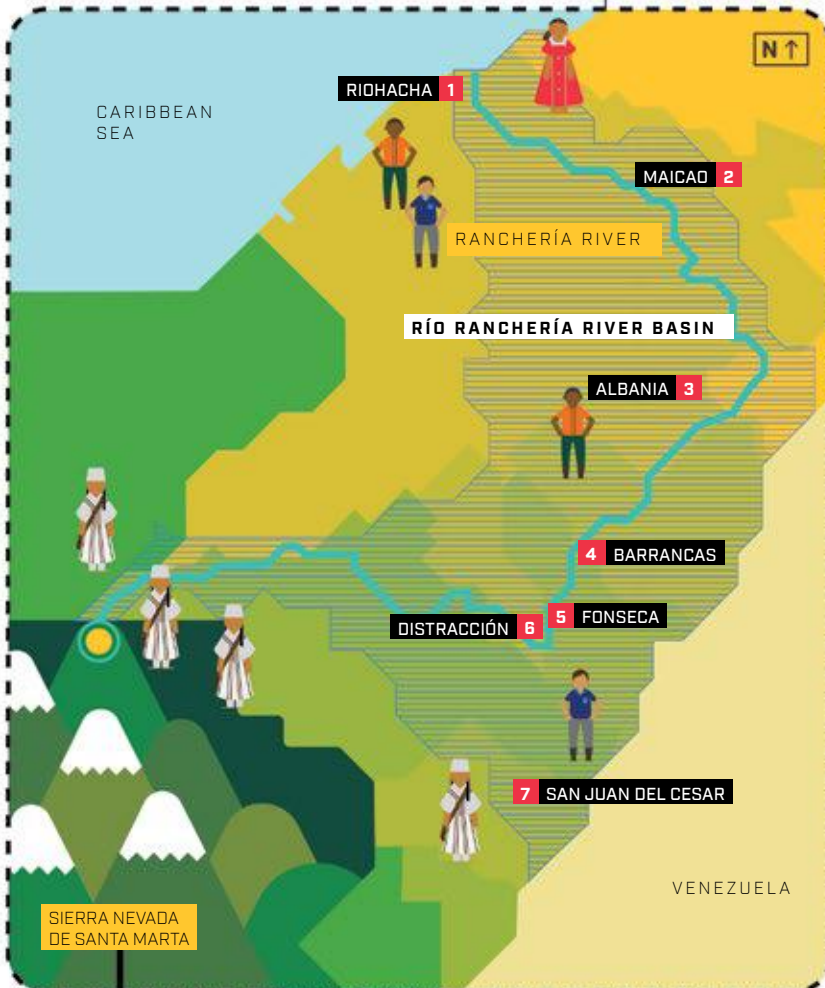 N ↑
RIOHACHA 1
CARIBBEAN
SEA
MAICAO 2
RANCHERÍA RIVER
RÍO RANCHERÍA RIVER BASIN
ALBANIA 3
4 BARRANCAS
5 FONSECA
DISTRACCIÓN 6
7 SAN JUAN DEL CESAR
VENEZUELA
SIERRA NEVADA
DE SANTA MARTA